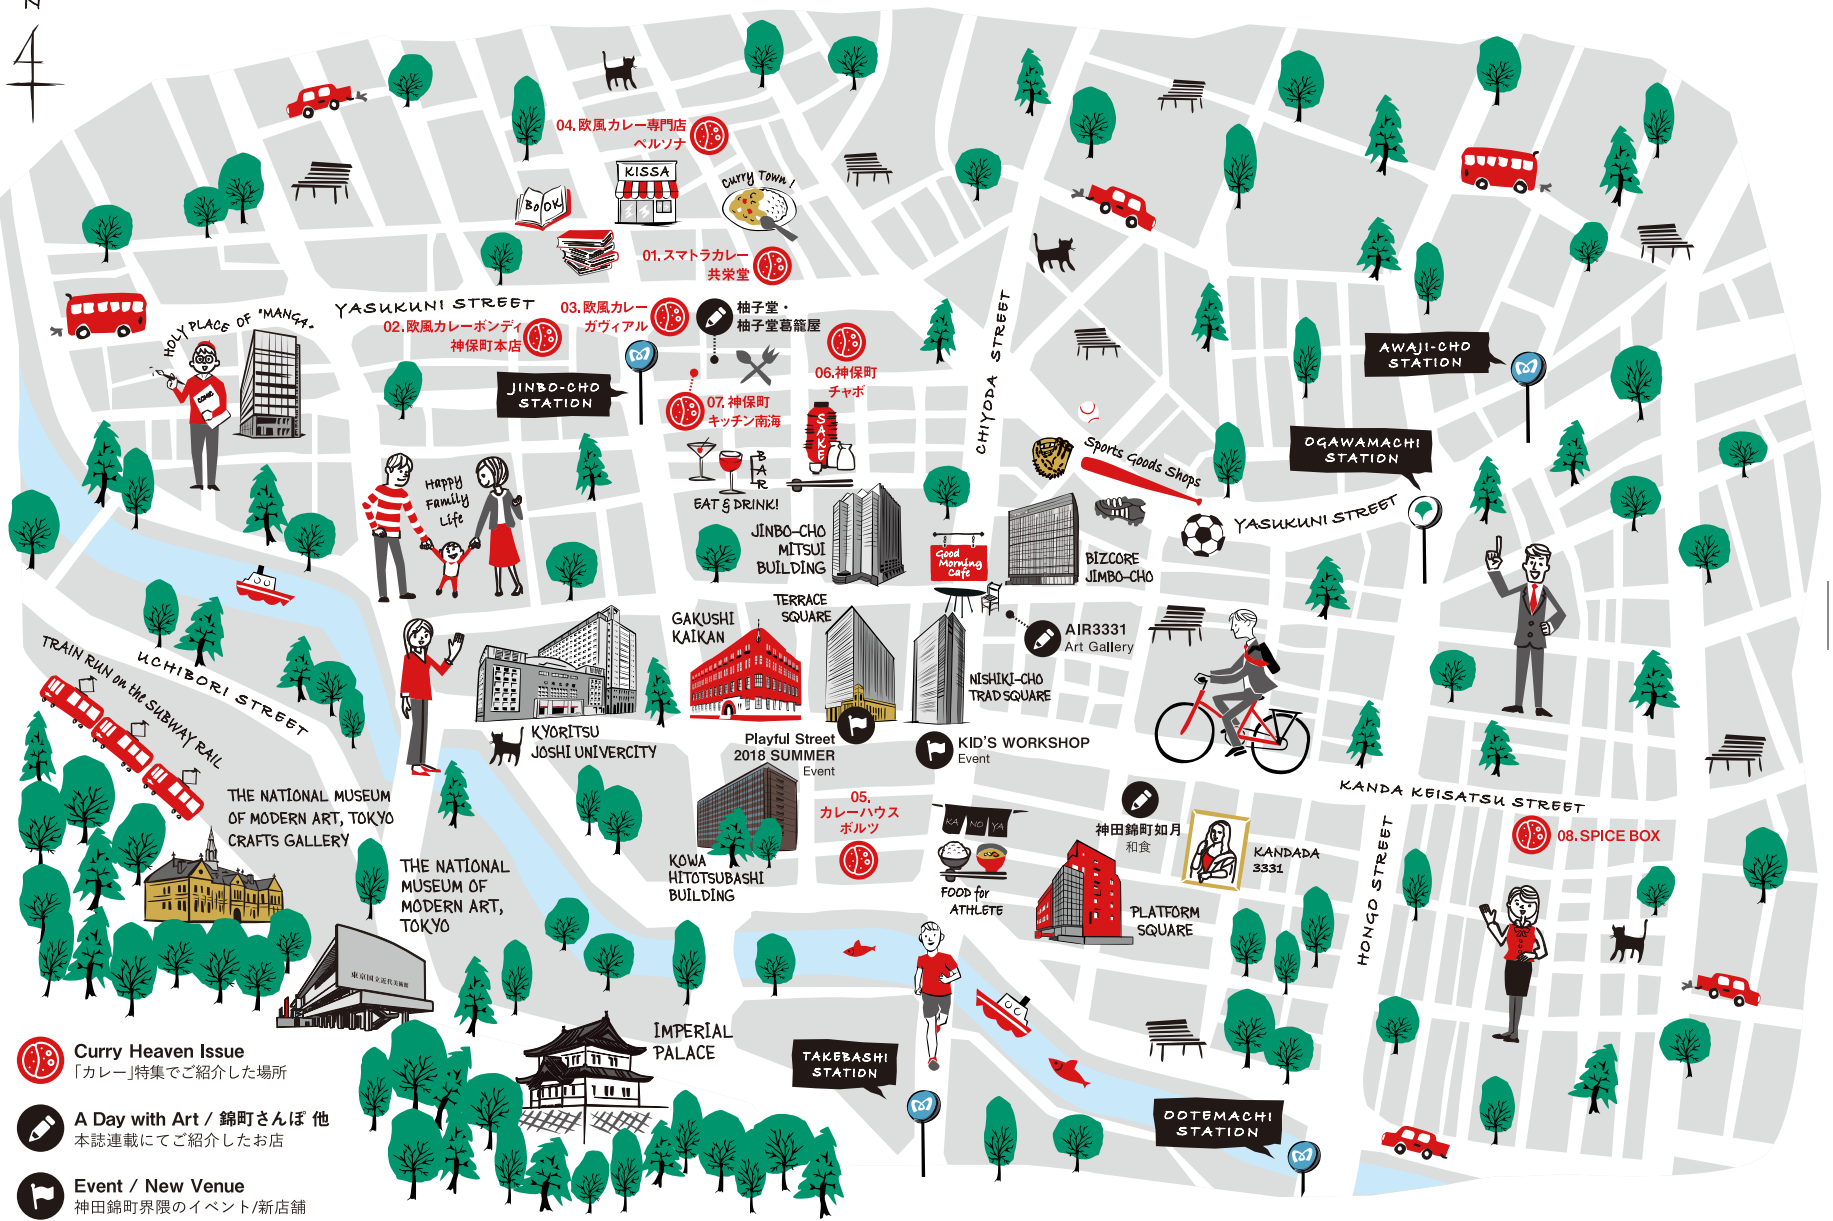 N
04.欧風カレー専門店
ペルソナ
KISSA
Curry Town!
BOOK
01.スマトラカレー
共栄堂
YASUKUNI STREET
03.欧風カレー
ガヴィアル
柚子堂・
柚子堂葛籠屋
02.欧風カレーボンディ
神保町本店
HOLY PLACE OF "MANGA"
COMIC
JINBO-CHO
STATION
06.神保町
チャボ
07.神保町
キッチン南海
SAKE
BAR
EAT & DRINK!
CHIYODA STREET
AWAJI-CHO
STATION
OGAWAMACHI
STATION
Sports Goods Shops
YASUKUNI STREET
Happy
Family
Life
JINBO-CHO
MITSUI
BUILDING
Good
Morning
Cafe
BIZCORE
JIMBO-CHO
TERRACE
SQUARE
GAKUSHI
KAIKAN
AIR3331
Art Gallery
NISHIKI-CHO
TRAD SQUARE
UCHIBORI STREET
TRAIN RUN on the SUBWAY RAIL
KYORITSU
JOSHI UNIVERCITY
Playful Street
2018 SUMMER
Event
KID'S WORKSHOP
Event
KANDA KEISATSU STREET
THE NATIONAL MUSEUM
OF MODERN ART, TOKYO
CRAFTS GALLERY
05.
カレーハウス
ボルツ
KA NO YA
神田錦町如月
和食
KANDADA
3331
08.SPICE BOX
HONGO STREET
THE NATIONAL
MUSEUM OF
MODERN ART,
TOKYO
KOWA
HITOTSUBASHI
BUILDING
FOOD for
ATHLETE
PLATFORM
SQUARE
東京国立近代美術館
IMPERIAL
PALACE
TAKEBASHI
STATION
OOTEMACHI
STATION
Curry Heaven Issue
「カレー」特集でご紹介した場所
A Day with Art / 錦町さんぽ 他
本誌連載にてご紹介したお店
Event / New Venue
神田錦町界隈のイベント/新店舗